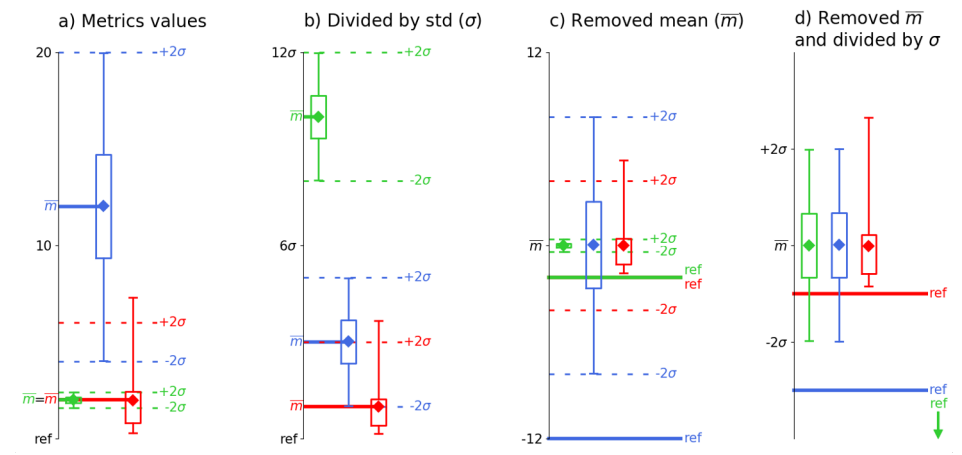 a) Metrics values
20
+2σ
m̅
10
+2σ
-2σ
+2σ
m̅=m̅
-2σ
ref
b) Divided by std (σ)
12σ
+2σ
m̅
-2σ
6σ
+2σ
m̅
+2σ
m̅
-2σ
ref
c) Removed mean (m̅)
12
+2σ
+2σ
+2σ
m̅
-2σ
ref
ref
-2σ
-2σ
-12
ref
d) Removed m̅
and divided by σ
+2σ
m̅
ref
-2σ
ref
ref